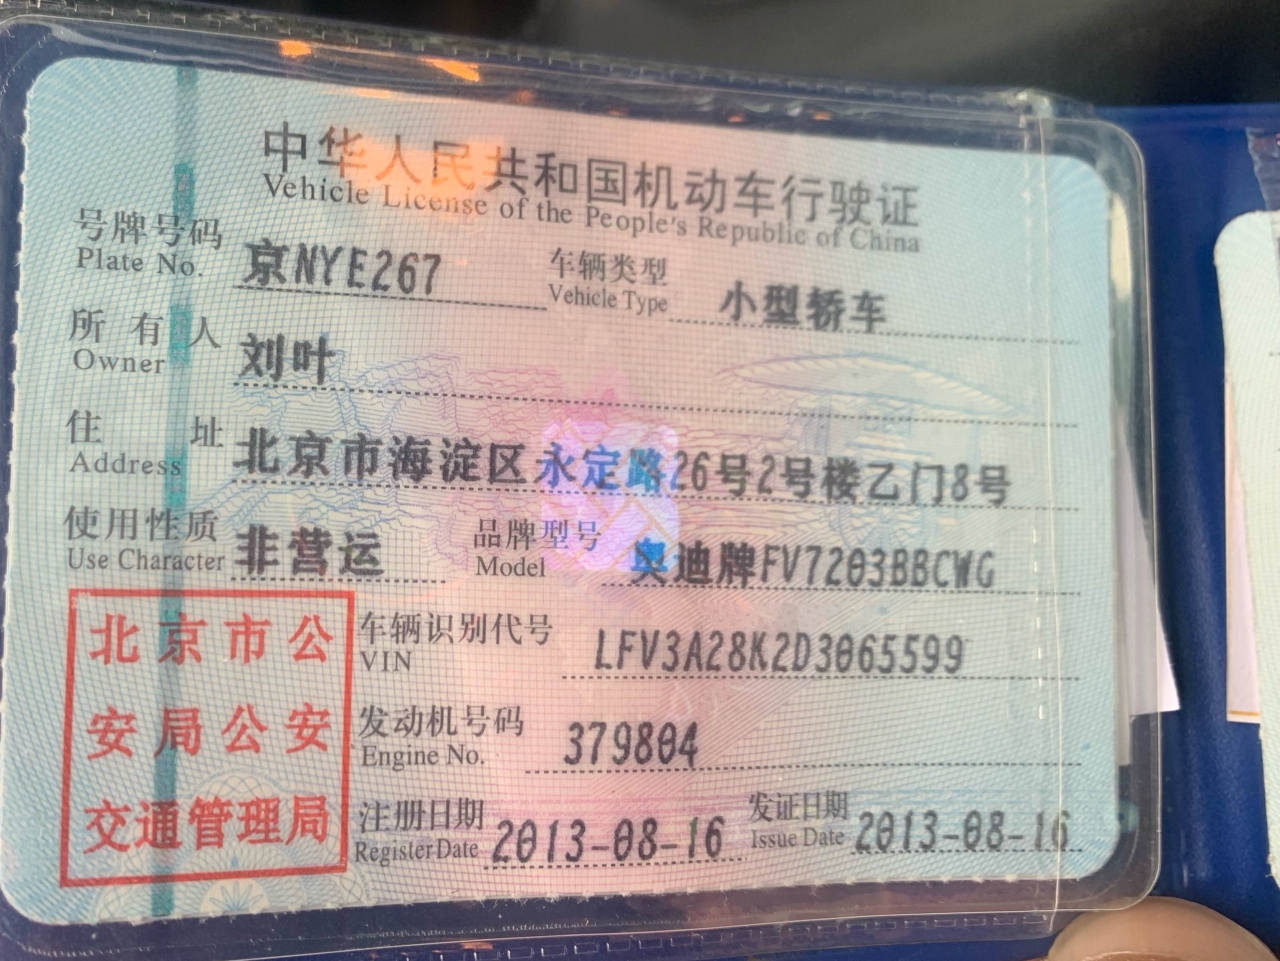 中华人民共和国机动车行驶证
Vehicle License of the People's Republic of China
号牌号码 京NYE267 车辆类型 小型轿车
Plate No. Vehicle Type
所有人 刘叶
Owner
住址 北京市海淀区永定路26号2号楼乙门8号
Address
使用性质 非营运 品牌型号 奥迪牌FV7203BBCWG
Use Character Model
北京市公
安局公安
交通管理局
车辆识别代号 LFV3A28K2D3065599
VIN
发动机号码 379804
Engine No.
注册日期 2013-08-16 发证日期 2013-08-16
Register Date Issue Date